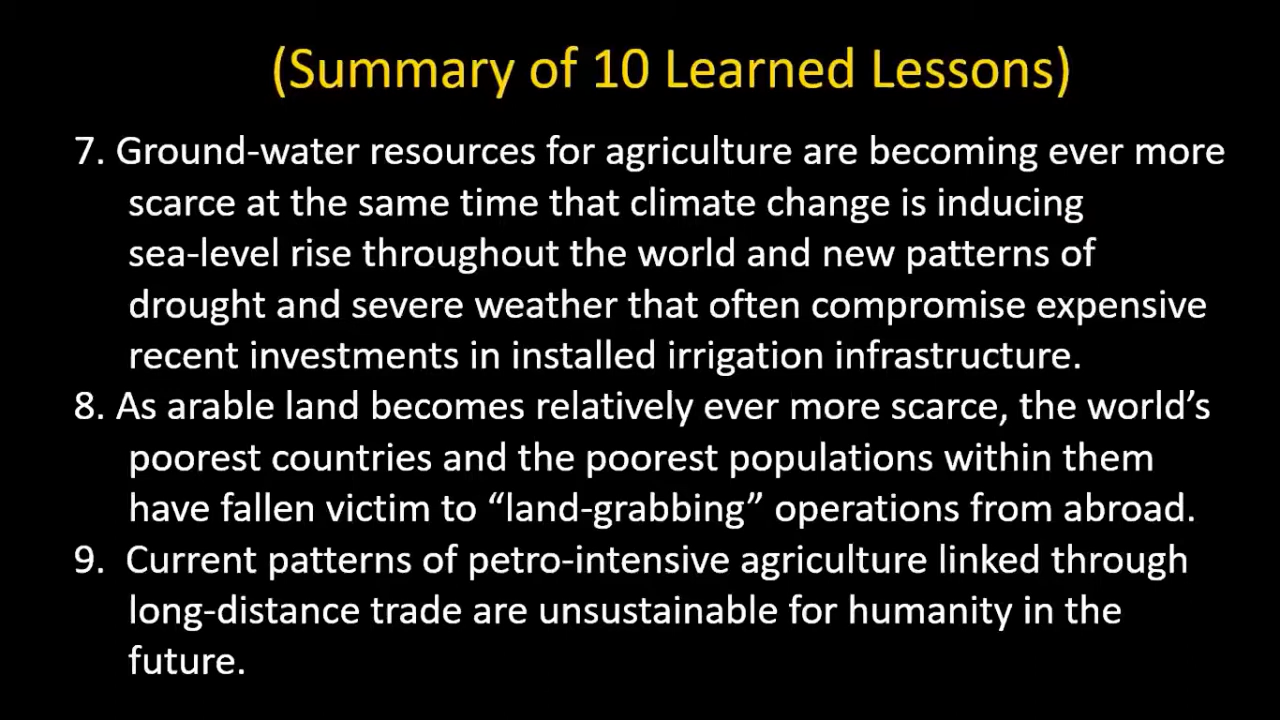 (Summary of 10 Learned Lessons)
7. Ground-water resources for agriculture are becoming ever more
scarce at the same time that climate change is inducing
sea-level rise throughout the world and new patterns of
drought and severe weather that often compromise expensive
recent investments in installed irrigation infrastructure.
8. As arable land becomes relatively ever more scarce, the world’s
poorest countries and the poorest populations within them
have fallen victim to “land-grabbing” operations from abroad.
9.  Current patterns of petro-intensive agriculture linked through
long-distance trade are unsustainable for humanity in the
future.